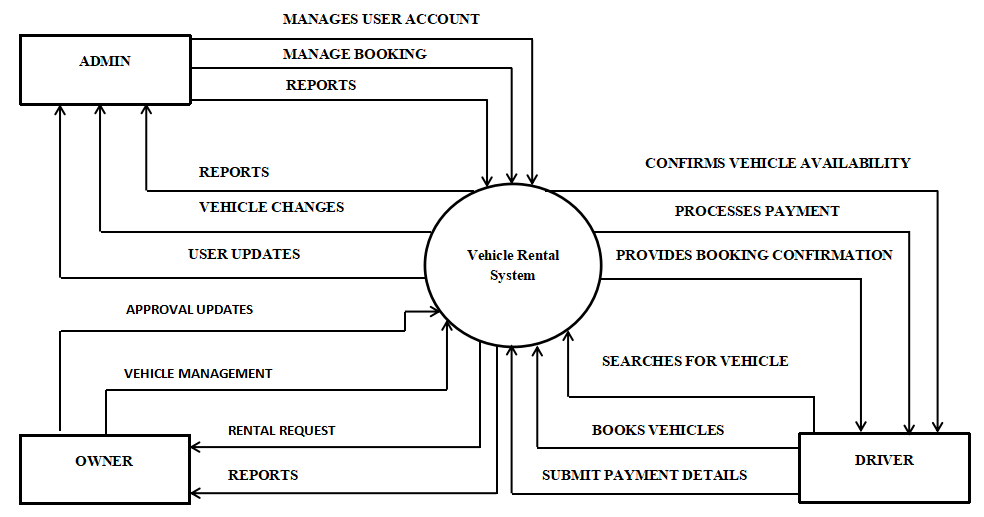 MANAGES USER ACCOUNT
ADMIN
MANAGE BOOKING
REPORTS
REPORTS
CONFIRMS VEHICLE AVAILABILITY
VEHICLE CHANGES
PROCESSES PAYMENT
USER UPDATES
Vehicle Rental
System
PROVIDES BOOKING CONFIRMATION
APPROVAL UPDATES
SEARCHES FOR VEHICLE
VEHICLE MANAGEMENT
RENTAL REQUEST
BOOKS VEHICLES
OWNER
REPORTS
SUBMIT PAYMENT DETAILS
DRIVER